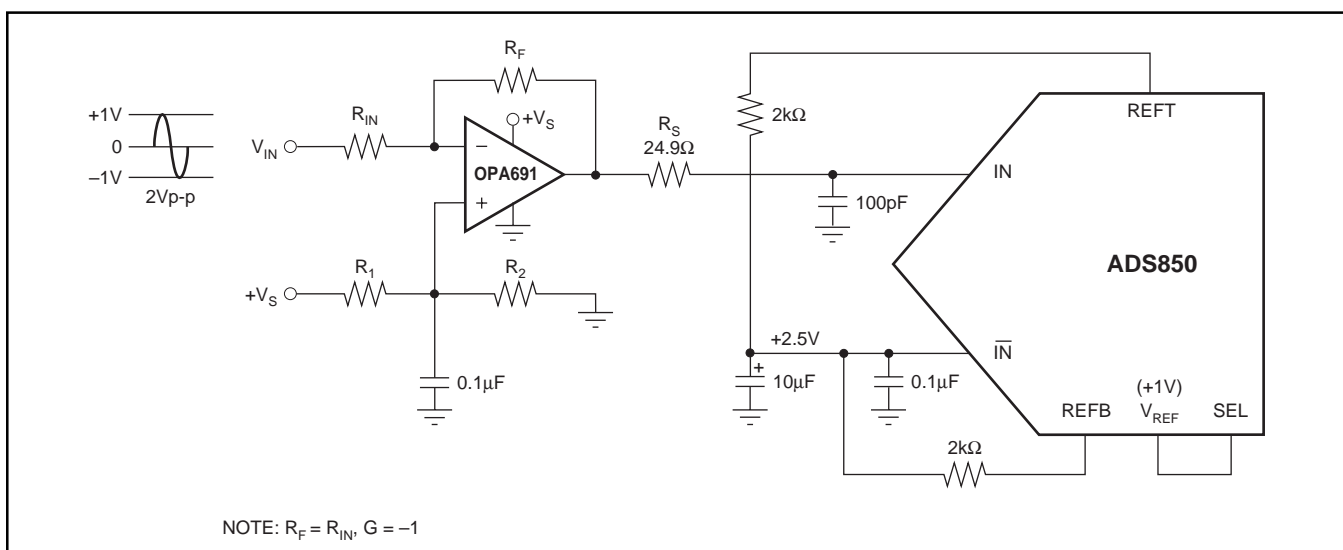 R_F
+1V
0
–1V
2Vp-p
V_IN
R_IN
+V_S
–
+
OPA691
R_S
24.9Ω
2kΩ
REFT
IN
100pF
ADS850
+V_S
R_1
R_2
0.1µF
+2.5V
+
10µF
0.1µF
I̅N̅
(+1V)
REFB
V_REF
SEL
2kΩ
NOTE: R_F = R_IN, G = –1